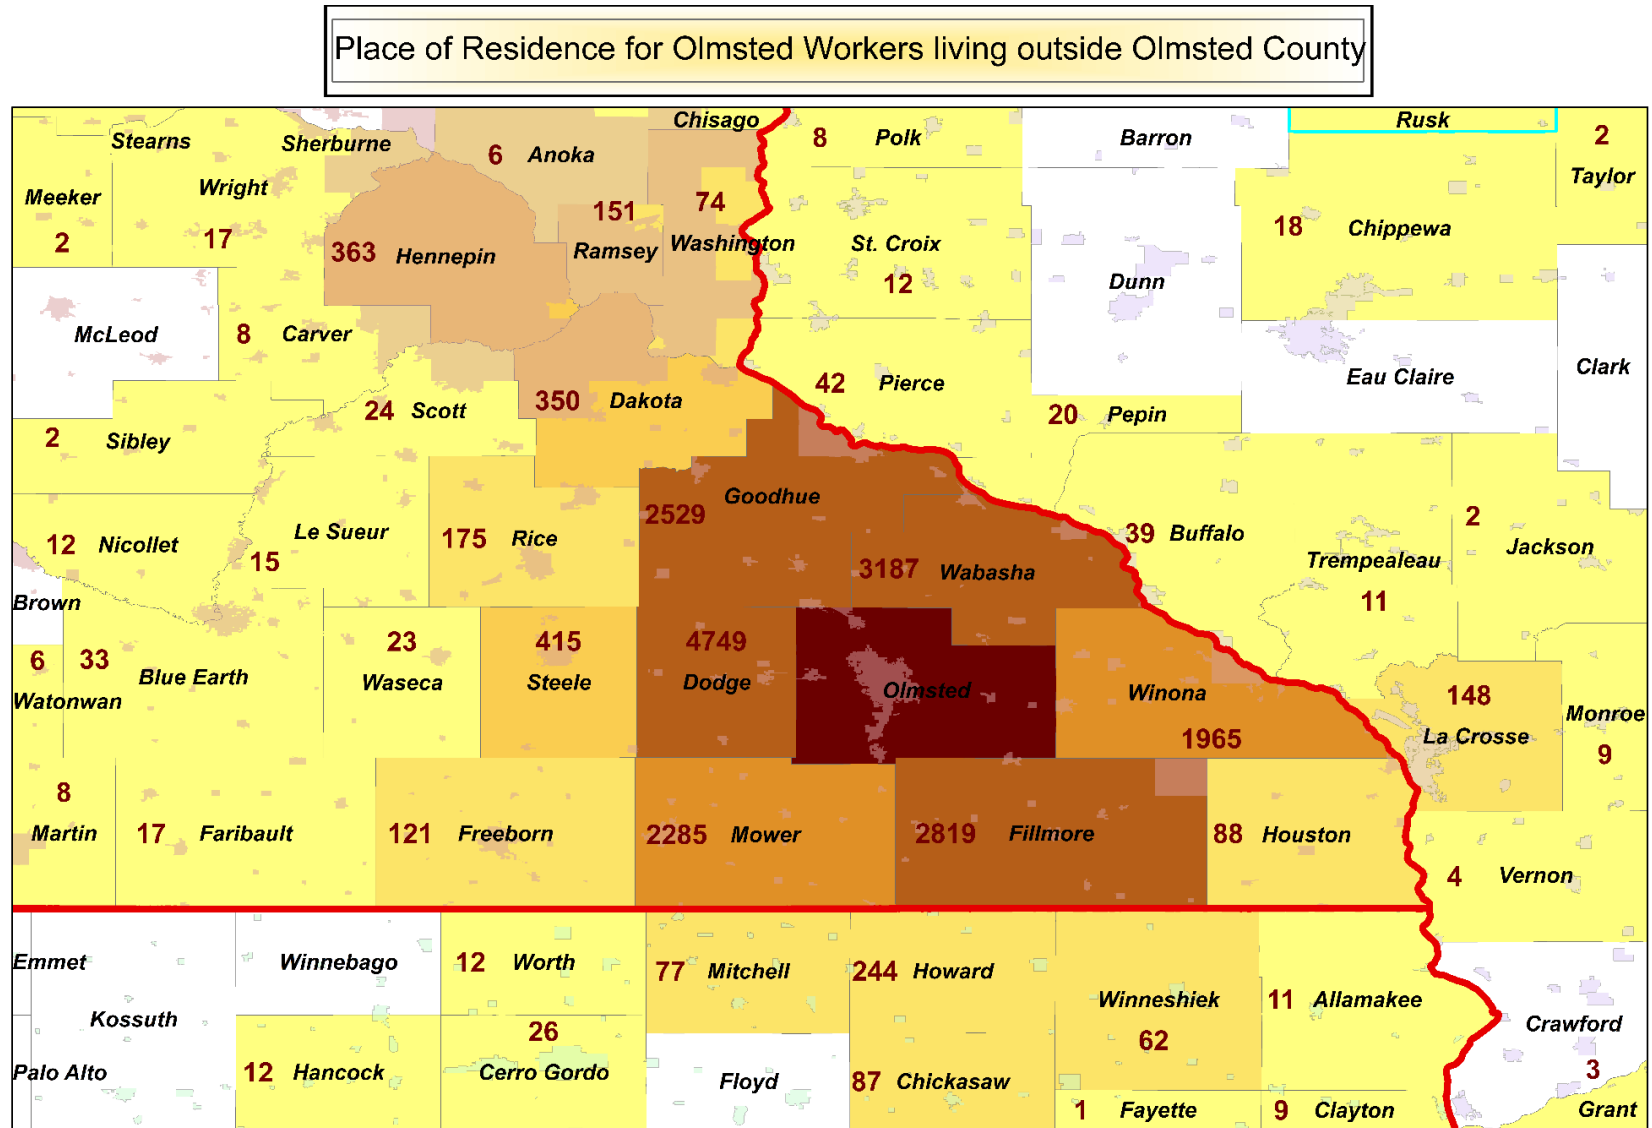 Place of Residence for Olmsted Workers living outside Olmsted County
Chisago
Rusk
Stearns
Sherburne
6 Anoka
8 Polk
Barron
2
Taylor
Meeker
2
Wright
17
363 Hennepin
151
Ramsey
74
Washington
St. Croix
12
Dunn
18 Chippewa
McLeod
8 Carver
Clark
Eau Claire
42 Pierce
350 Dakota
24 Scott
20 Pepin
2 Sibley
Goodhue
2529
12 Nicollet
Le Sueur
15
175 Rice
3187 Wabasha
39 Buffalo
Trempealeau
11
2
Jackson
Brown
6
Watonwan
33
Blue Earth
23
Waseca
415
Steele
4749
Dodge
Olmsted
Winona
1965
148
La Crosse
Monroe
9
8
Martin
17 Faribault
121 Freeborn
2285 Mower
2819 Fillmore
88 Houston
4 Vernon
Emmet
Kossuth
Palo Alto
Winnebago
12 Worth
77 Mitchell
244 Howard
Winneshiek
62
11 Allamakee
Crawford
3
12 Hancock
26
Cerro Gordo
Floyd
87 Chickasaw
1 Fayette
9 Clayton
Grant